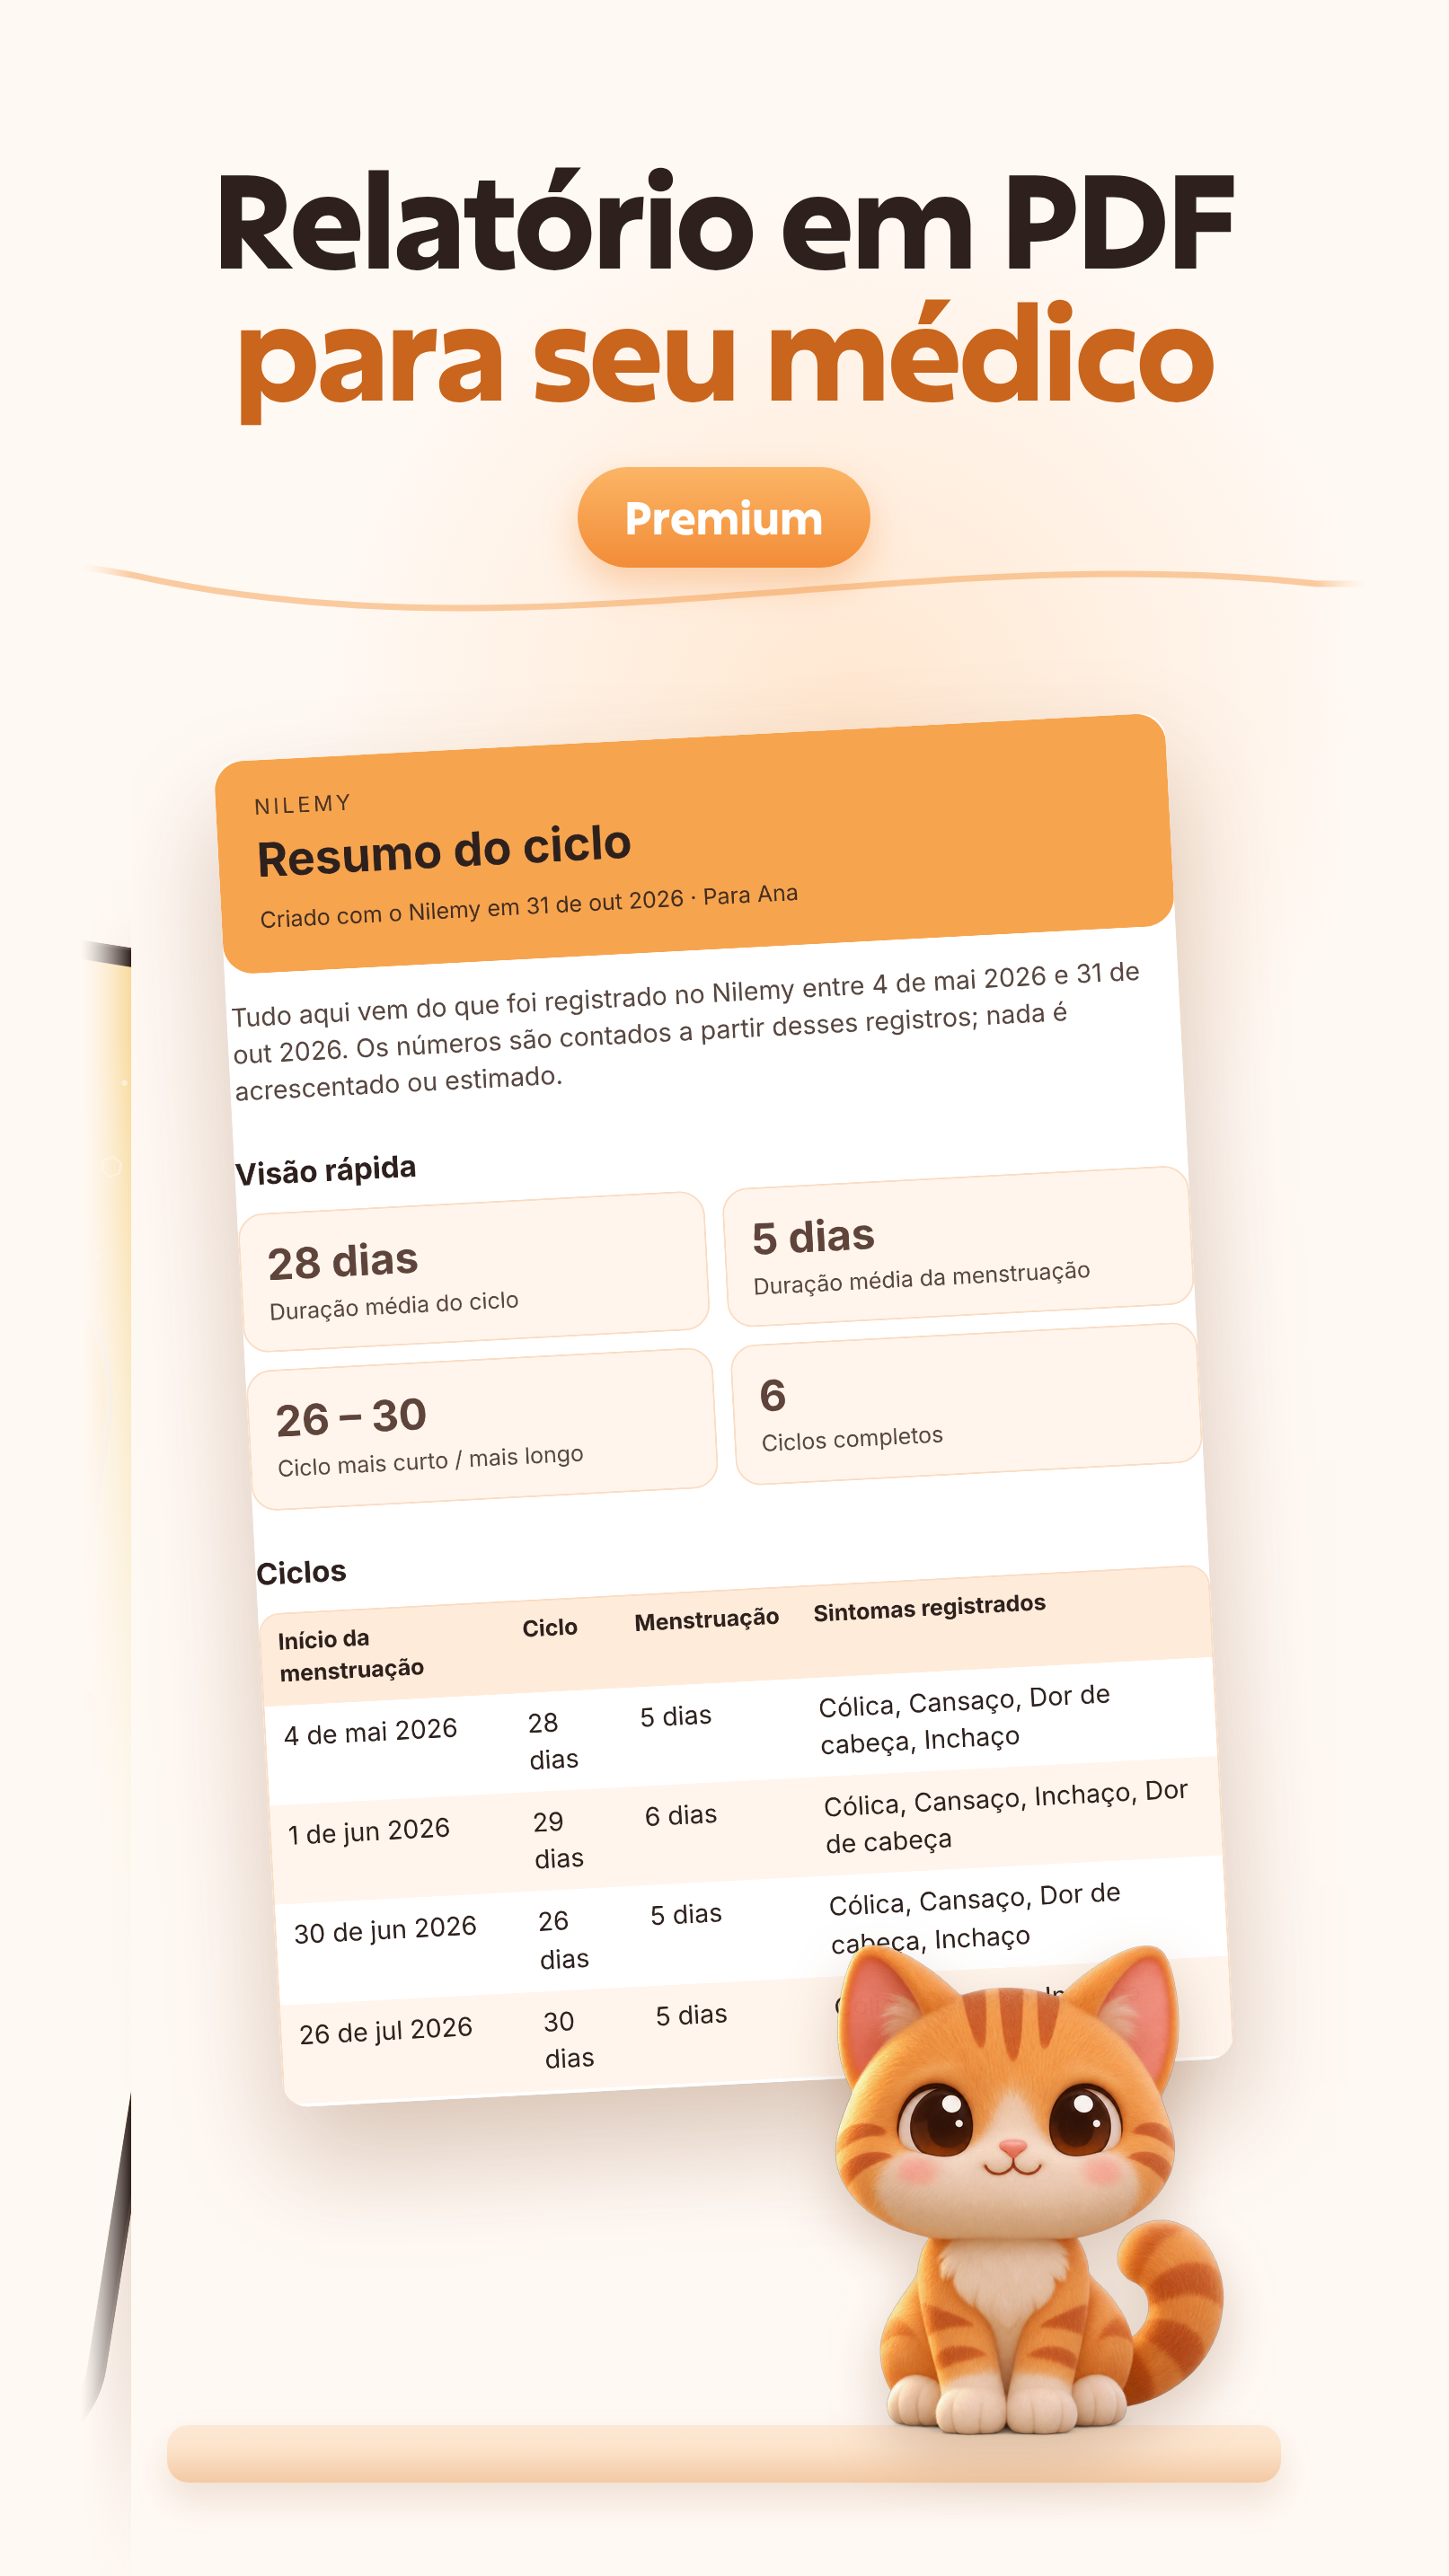 Relatório em PDF
para seu médico
Premium
NILEMY
Resumo do ciclo
Criado com o Nilemy em 31 de out 2026 · Para Ana
Tudo aqui vem do que foi registrado no Nilemy entre 4 de mai 2026 e 31 de
out 2026. Os números são contados a partir desses registros; nada é
acrescentado ou estimado.
Visão rápida
28 dias
Duração média do ciclo
5 dias
Duração média da menstruação
26 – 30
Ciclo mais curto / mais longo
6
Ciclos completos
Ciclos
Início da
menstruação
Ciclo
Menstruação
Sintomas registrados
4 de mai 2026
28
dias
5 dias
Cólica, Cansaço, Dor de
cabeça, Inchaço
1 de jun 2026
29
dias
6 dias
Cólica, Cansaço, Inchaço, Dor
de cabeça
30 de jun 2026
26
dias
5 dias
Cólica, Cansaço, Dor de
cabeça, Inchaço
26 de jul 2026
30
dias
5 dias